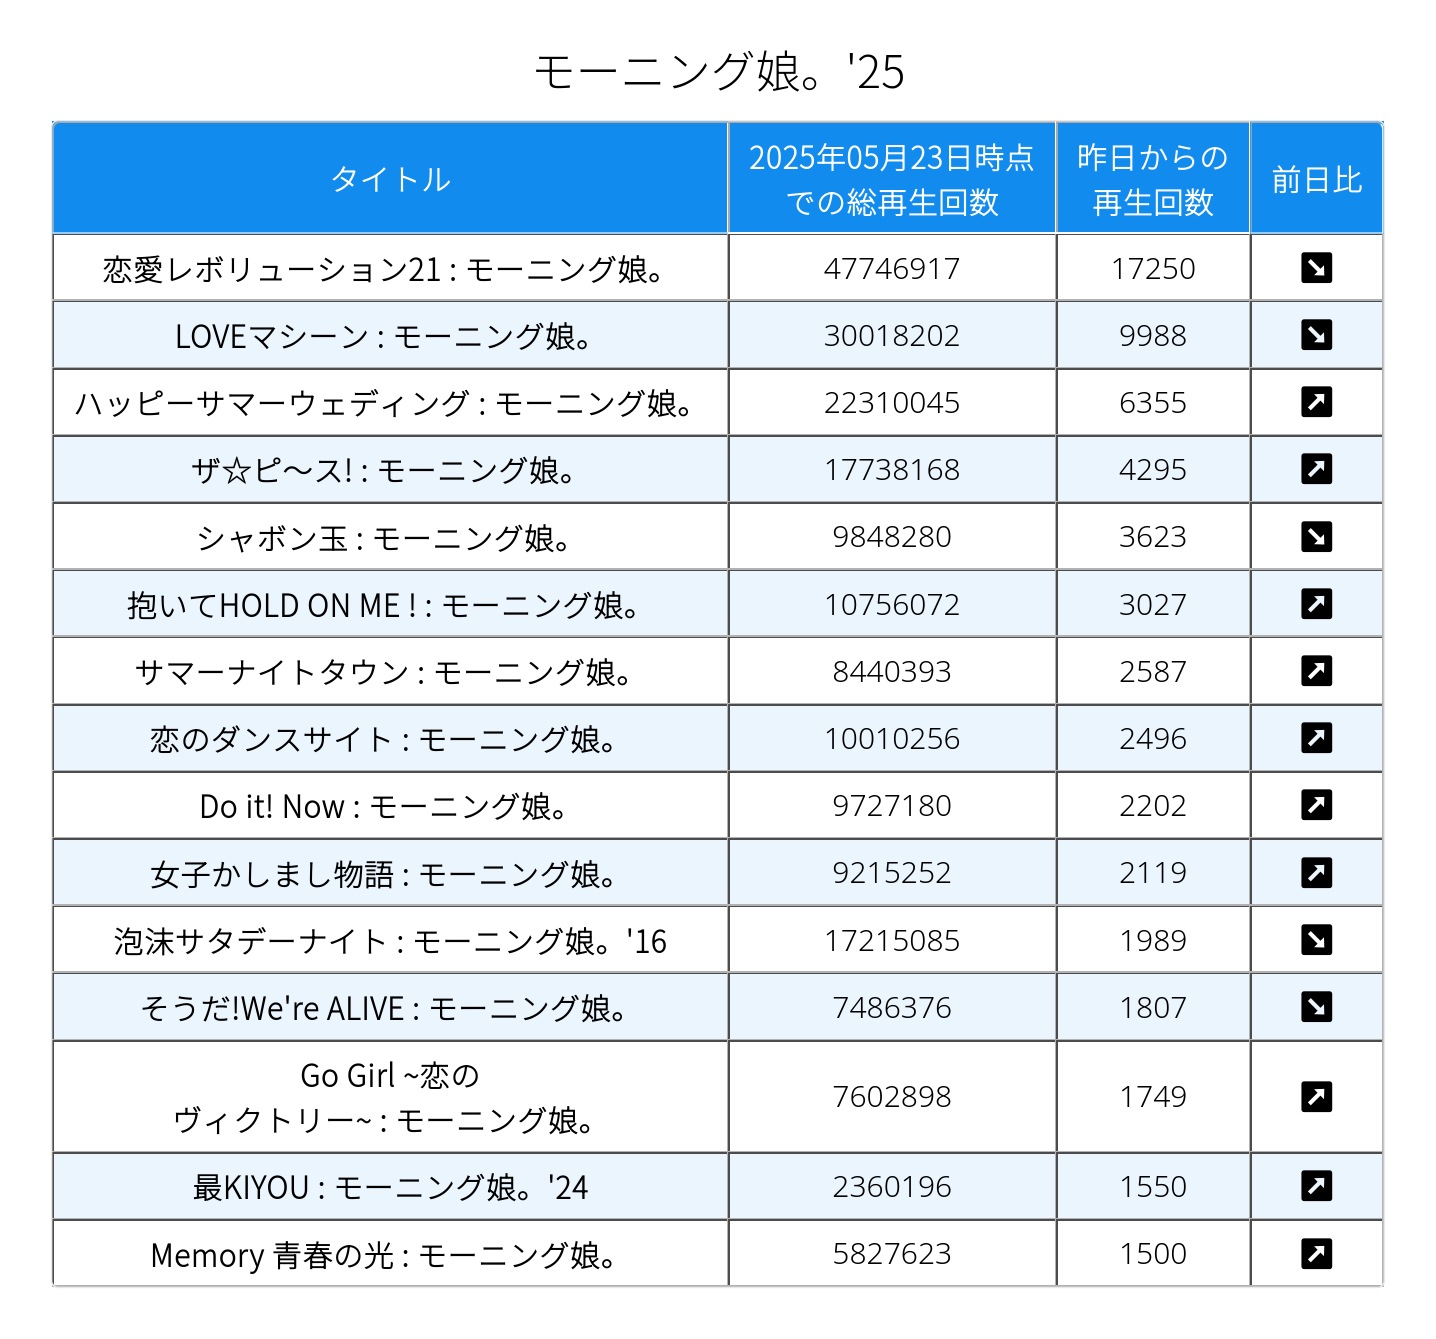 モーニング娘。'25
タイトル
2025年05月23日時点
での総再生回数
昨日からの
再生回数
前日比
恋愛レボリューション21 : モーニング娘。 47746917 17250 ↘
LOVEマシーン : モーニング娘。 30018202 9988 ↘
ハッピーサマーウェディング : モーニング娘。 22310045 6355 ↗
ザ☆ピ〜ス! : モーニング娘。 17738168 4295 ↗
シャボン玉 : モーニング娘。 9848280 3623 ↘
抱いてHOLD ON ME ! : モーニング娘。 10756072 3027 ↗
サマーナイトタウン : モーニング娘。 8440393 2587 ↗
恋のダンスサイト : モーニング娘。 10010256 2496 ↗
Do it! Now : モーニング娘。 9727180 2202 ↗
女子かしまし物語 : モーニング娘。 9215252 2119 ↗
泡沫サタデーナイト : モーニング娘。'16 17215085 1989 ↘
そうだ!We're ALIVE : モーニング娘。 7486376 1807 ↘
Go Girl ~恋の
ヴィクトリー~ : モーニング娘。 7602898 1749 ↗
最KIYOU : モーニング娘。'24 2360196 1550 ↗
Memory 青春の光 : モーニング娘。 5827623 1500 ↗